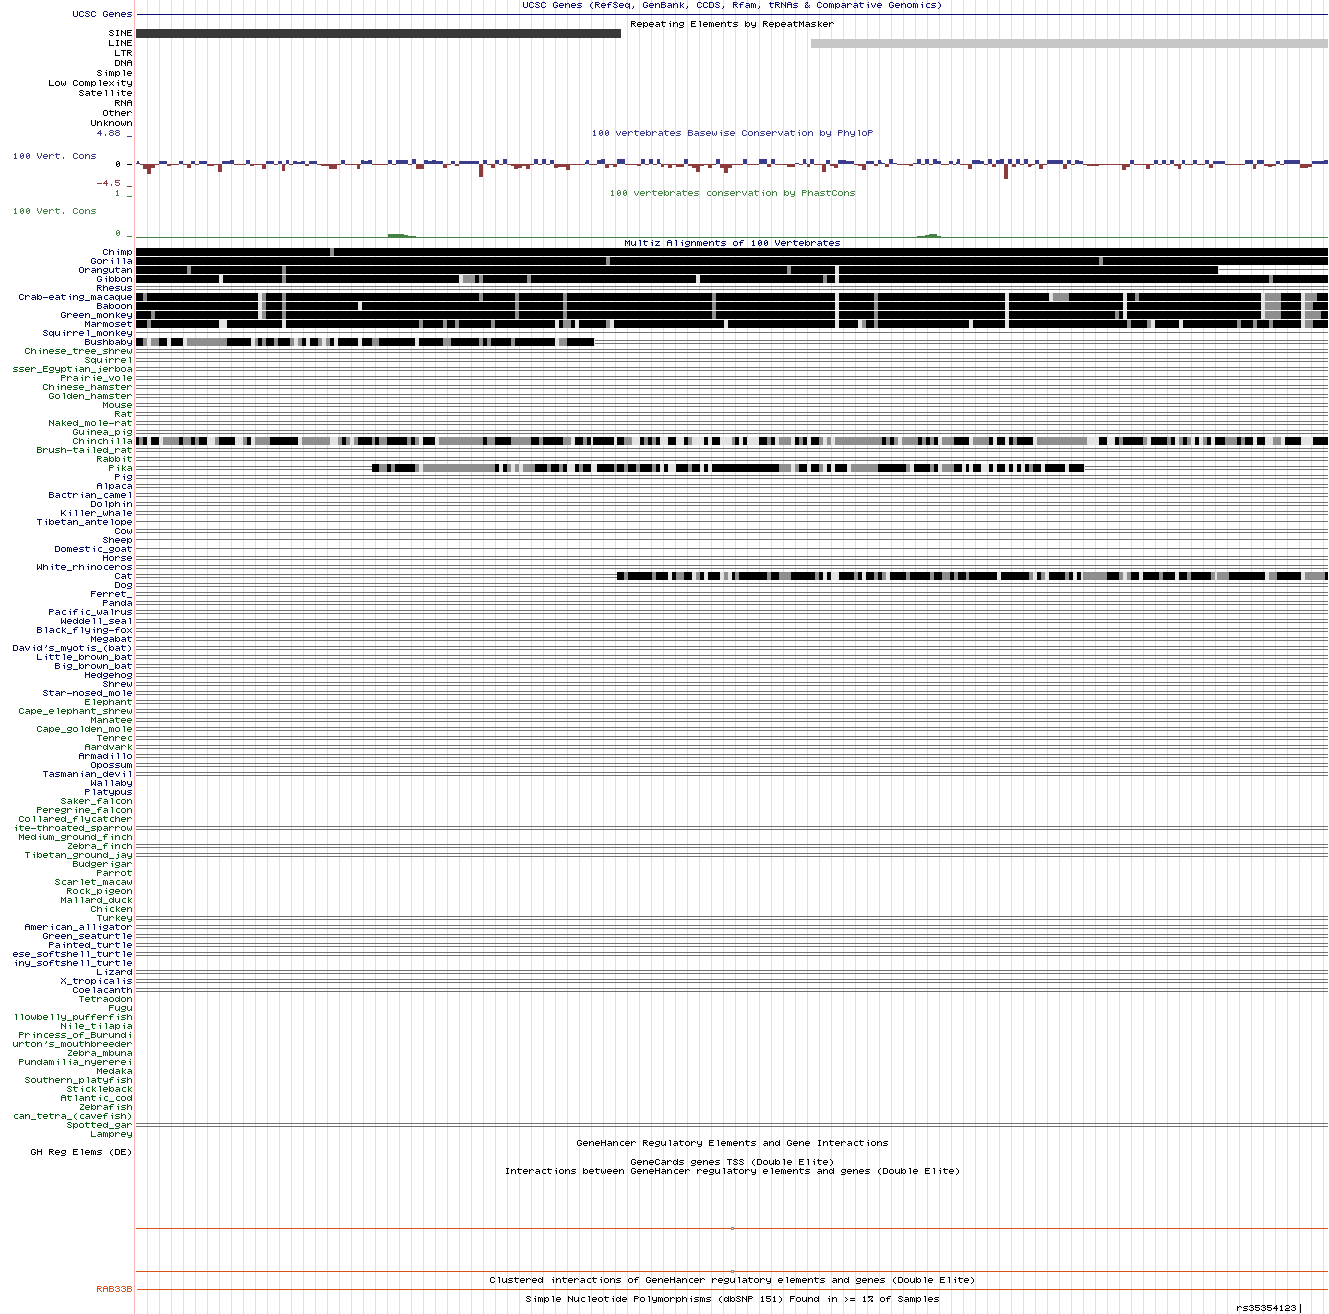 UCSC Genes (RefSeq, GenBank, CCDS, Rfam, tRNAs & Comparative Genomics)
UCSC Genes
Repeating Elements by RepeatMasker
SINE
LINE
LTR
DNA
Simple
Low Complexity
Satellite
RNA
Other
Unknown
100 vertebrates Basewise Conservation by PhyloP
4.88 _
100 Vert. Cons
0 _
-4.5 _
100 vertebrates conservation by PhastCons
1 _
100 Vert. Cons
0 _
Multiz Alignments of 100 Vertebrates
Chimp
Gorilla
Orangutan
Gibbon
Rhesus
Crab-eating_macaque
Baboon
Green_monkey
Marmoset
Squirrel_monkey
Bushbaby
Chinese_tree_shrew
Squirrel
sser_Egyptian_jerboa
Prairie_vole
Chinese_hamster
Golden_hamster
Mouse
Rat
Naked_mole-rat
Guinea_pig
Chinchilla
Brush-tailed_rat
Rabbit
Pika
Pig
Alpaca
Bactrian_camel
Dolphin
Killer_whale
Tibetan_antelope
Cow
Sheep
Domestic_goat
Horse
White_rhinoceros
Cat
Dog
Ferret_
Panda
Pacific_walrus
Weddell_seal
Black_flying-fox
Megabat
David's_myotis_(bat)
Little_brown_bat
Big_brown_bat
Hedgehog
Shrew
Star-nosed_mole
Elephant
Cape_elephant_shrew
Manatee
Cape_golden_mole
Tenrec
Aardvark
Armadillo
Opossum
Tasmanian_devil
Wallaby
Platypus
Saker_falcon
Peregrine_falcon
Collared_flycatcher
ite-throated_sparrow
Medium_ground_finch
Zebra_finch
Tibetan_ground_jay
Budgerigar
Parrot
Scarlet_macaw
Rock_pigeon
Mallard_duck
Chicken
Turkey
American_alligator
Green_seaturtle
Painted_turtle
ese_softshell_turtle
iny_softshell_turtle
Lizard
X_tropicalis
Coelacanth
Tetraodon
Fugu
llowbelly_pufferfish
Nile_tilapia
Princess_of_Burundi
urton's_mouthbreeder
Zebra_mbuna
Pundamilia_nyererei
Medaka
Southern_platyfish
Stickleback
Atlantic_cod
Zebrafish
can_tetra_(cavefish)
Spotted_gar
Lamprey
GeneHancer Regulatory Elements and Gene Interactions
GH Reg Elems (DE)
GeneCards genes TSS (Double Elite)
Interactions between GeneHancer regulatory elements and genes (Double Elite)
Clustered interactions of GeneHancer regulatory elements and genes (Double Elite)
RAB33B
Simple Nucleotide Polymorphisms (dbSNP 151) Found in >= 1% of Samples
rs35354123